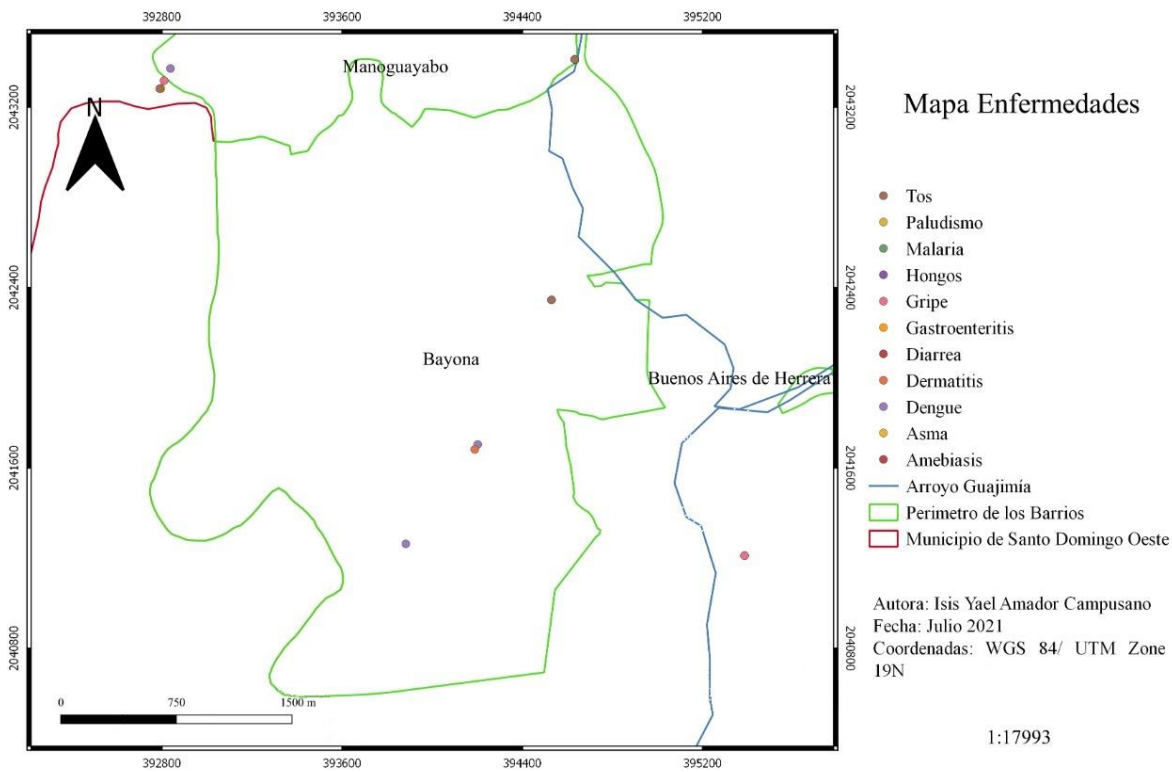 392800 393600 394400 395200
Manoguayabo
2043200 2043200
N
2042400 2042400
Bayona
Buenos Aires de Herrera
2041600 2041600
2040800 2040800
0 750 1500 m
392800 393600 394400 395200
Mapa Enfermedades
Tos
Paludismo
Malaria
Hongos
Gripe
Gastroenteritis
Diarrea
Dermatitis
Dengue
Asma
Amebiasis
Arroyo Guajimía
Perimetro de los Barrios
Municipio de Santo Domingo Oeste
Autora: Isis Yael Amador Campusano
Fecha: Julio 2021
Coordenadas: WGS 84/ UTM Zone
19N
1:17993